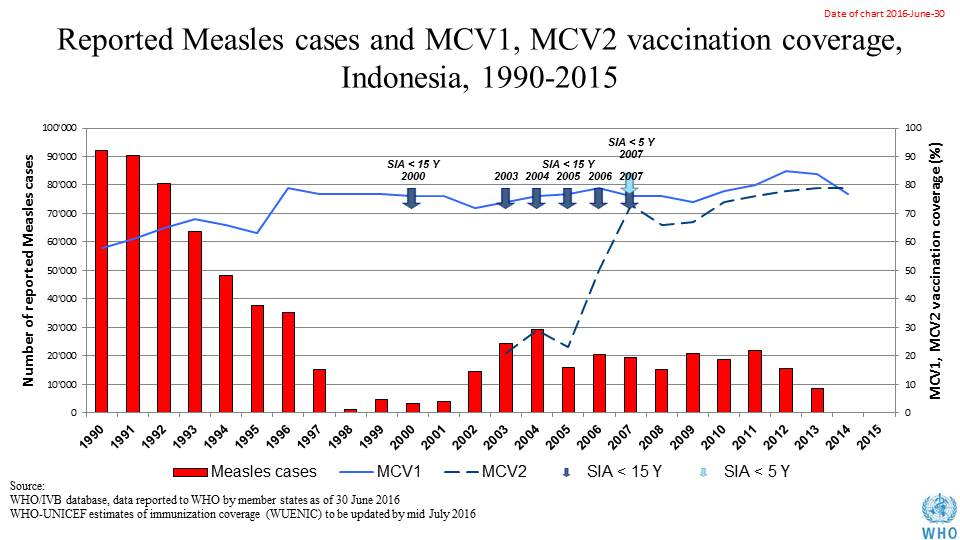 Date of chart 2016-June-30
Reported Measles cases and MCV1, MCV2 vaccination coverage,
Indonesia, 1990-2015
Number of reported Measles cases
100'000
90'000
80'000
70'000
60'000
50'000
40'000
30'000
20'000
10'000
0
SIA < 15 Y
2000
SIA < 15 Y
2003 2004 2005 2006 2007
SIA < 5 Y
2007
100
90
80
70
60
50
40
30
20
10
0
MCV1, MCV2 vaccination coverage (%)
1990 1991 1992 1993 1994 1995 1996 1997 1998 1999 2000 2001 2002 2003 2004 2005 2006 2007 2008 2009 2010 2011 2012 2013 2014 2015
Measles cases MCV1 MCV2 SIA < 15 Y SIA < 5 Y
Source:
WHO/IVB database, data reported to WHO by member states as of 30 June 2016
WHO-UNICEF estimates of immunization coverage (WUENIC) to be updated by mid July 2016
WHO